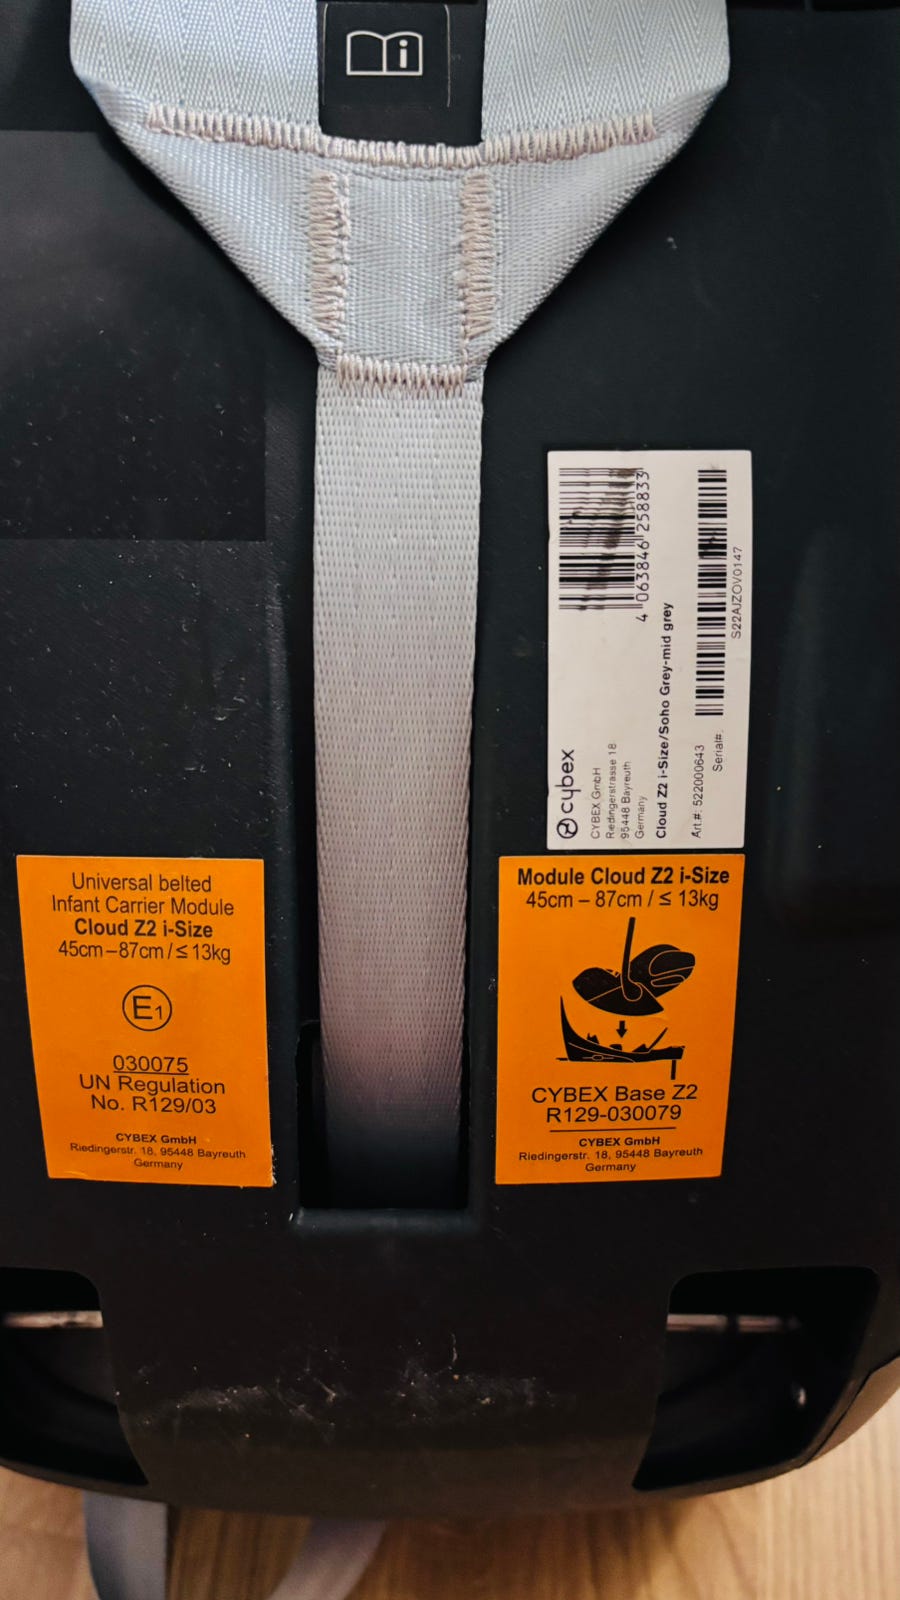 i
4 063846 258833
S22AJZOV0147
cybex
CYBEX GmbH
Riedingerstrasse 18
95448 Bayreuth
Germany
Cloud Z2 i-Size/Soho Grey-mid grey
Art.#: 522000643
Serial#:
Universal belted
Infant Carrier Module
Cloud Z2 i-Size
45cm – 87cm / ≤ 13kg
E1
030075
UN Regulation
No. R129/03
CYBEX GmbH
Riedingerstr. 18, 95448 Bayreuth
Germany
Module Cloud Z2 i-Size
45cm – 87cm / ≤ 13kg
CYBEX Base Z2
R129-030079
CYBEX GmbH
Riedingerstr. 18, 95448 Bayreuth
Germany